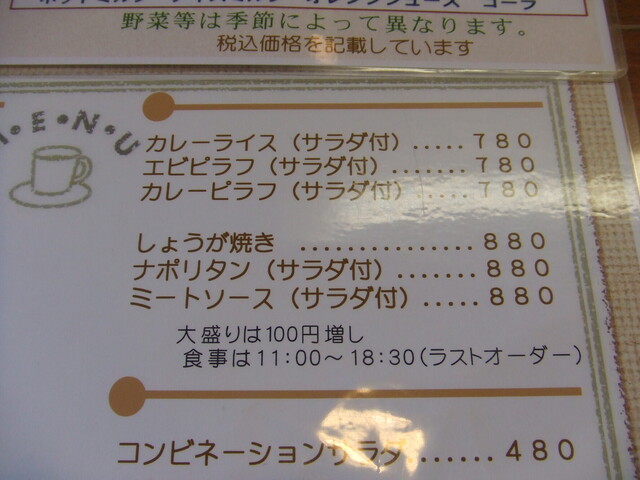 野菜等は季節によって異なります。
税込価格を記載しています
MENU
カレーライス（サラダ付）.....780
エビピラフ（サラダ付）.......780
カレーピラフ（サラダ付）.....780
しょうが焼き ...............880
ナポリタン（サラダ付）.......880
ミートソース（サラダ付）.....880
大盛りは100円増し
食事は11:00～18:30（ラストオーダー）
コンビネーションサラダ......480